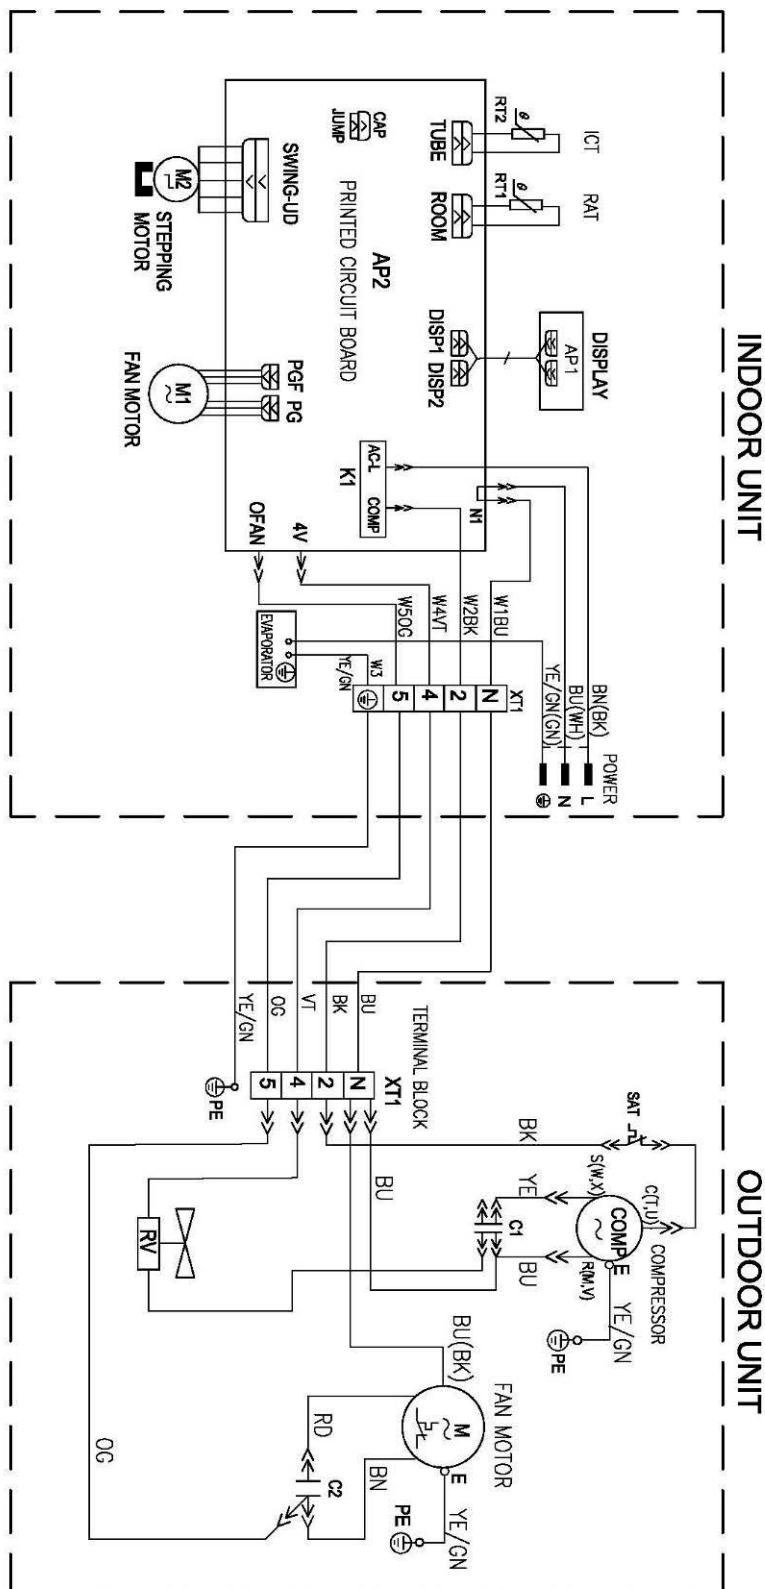 INDOOR UNIT
ICT
RT2
θ
TUBE
RAT
RT1
θ
ROOM
CAP
JUMP
SWING-UD
M2
STEPPING
MOTOR
AP2
PRINTED CIRCUIT BOARD
DISPLAY
AP1
DISP1 DISP2
PGF PG
M1
FAN MOTOR
AC-L COMP
K1
N1
OFAN
4V
W1BU
W2BK
W4VT
W5OG
EVAPORATOR
W3
YE/GN
XT1
N
2
4
5
BN(BK)
BU(WH)
YE/GN(GN)
POWER
L
N
OUTDOOR UNIT
BU
BK
VT
OG
YE/GN
TERMINAL BLOCK
XT1
N
2
4
5
PE
BK
SAT
BU
YE
S(W,X)
C(T,U)
COMP
E
R(M,V)
COMPRESSOR
C1
BU
YE/GN
PE
RV
BU(BK)
FAN MOTOR
M
E
RD
BN
C2
YE/GN
PE
OG